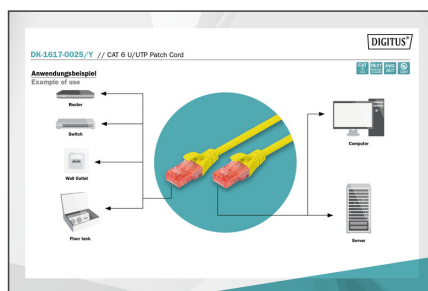 DIGITUS®
DK-1617-0025/Y // CAT 6 U/UTP Patch Cord
Anwendungsbeispiel
Example of use
Router
Switch
Wall Outlet
Floor tank
Computer
Server